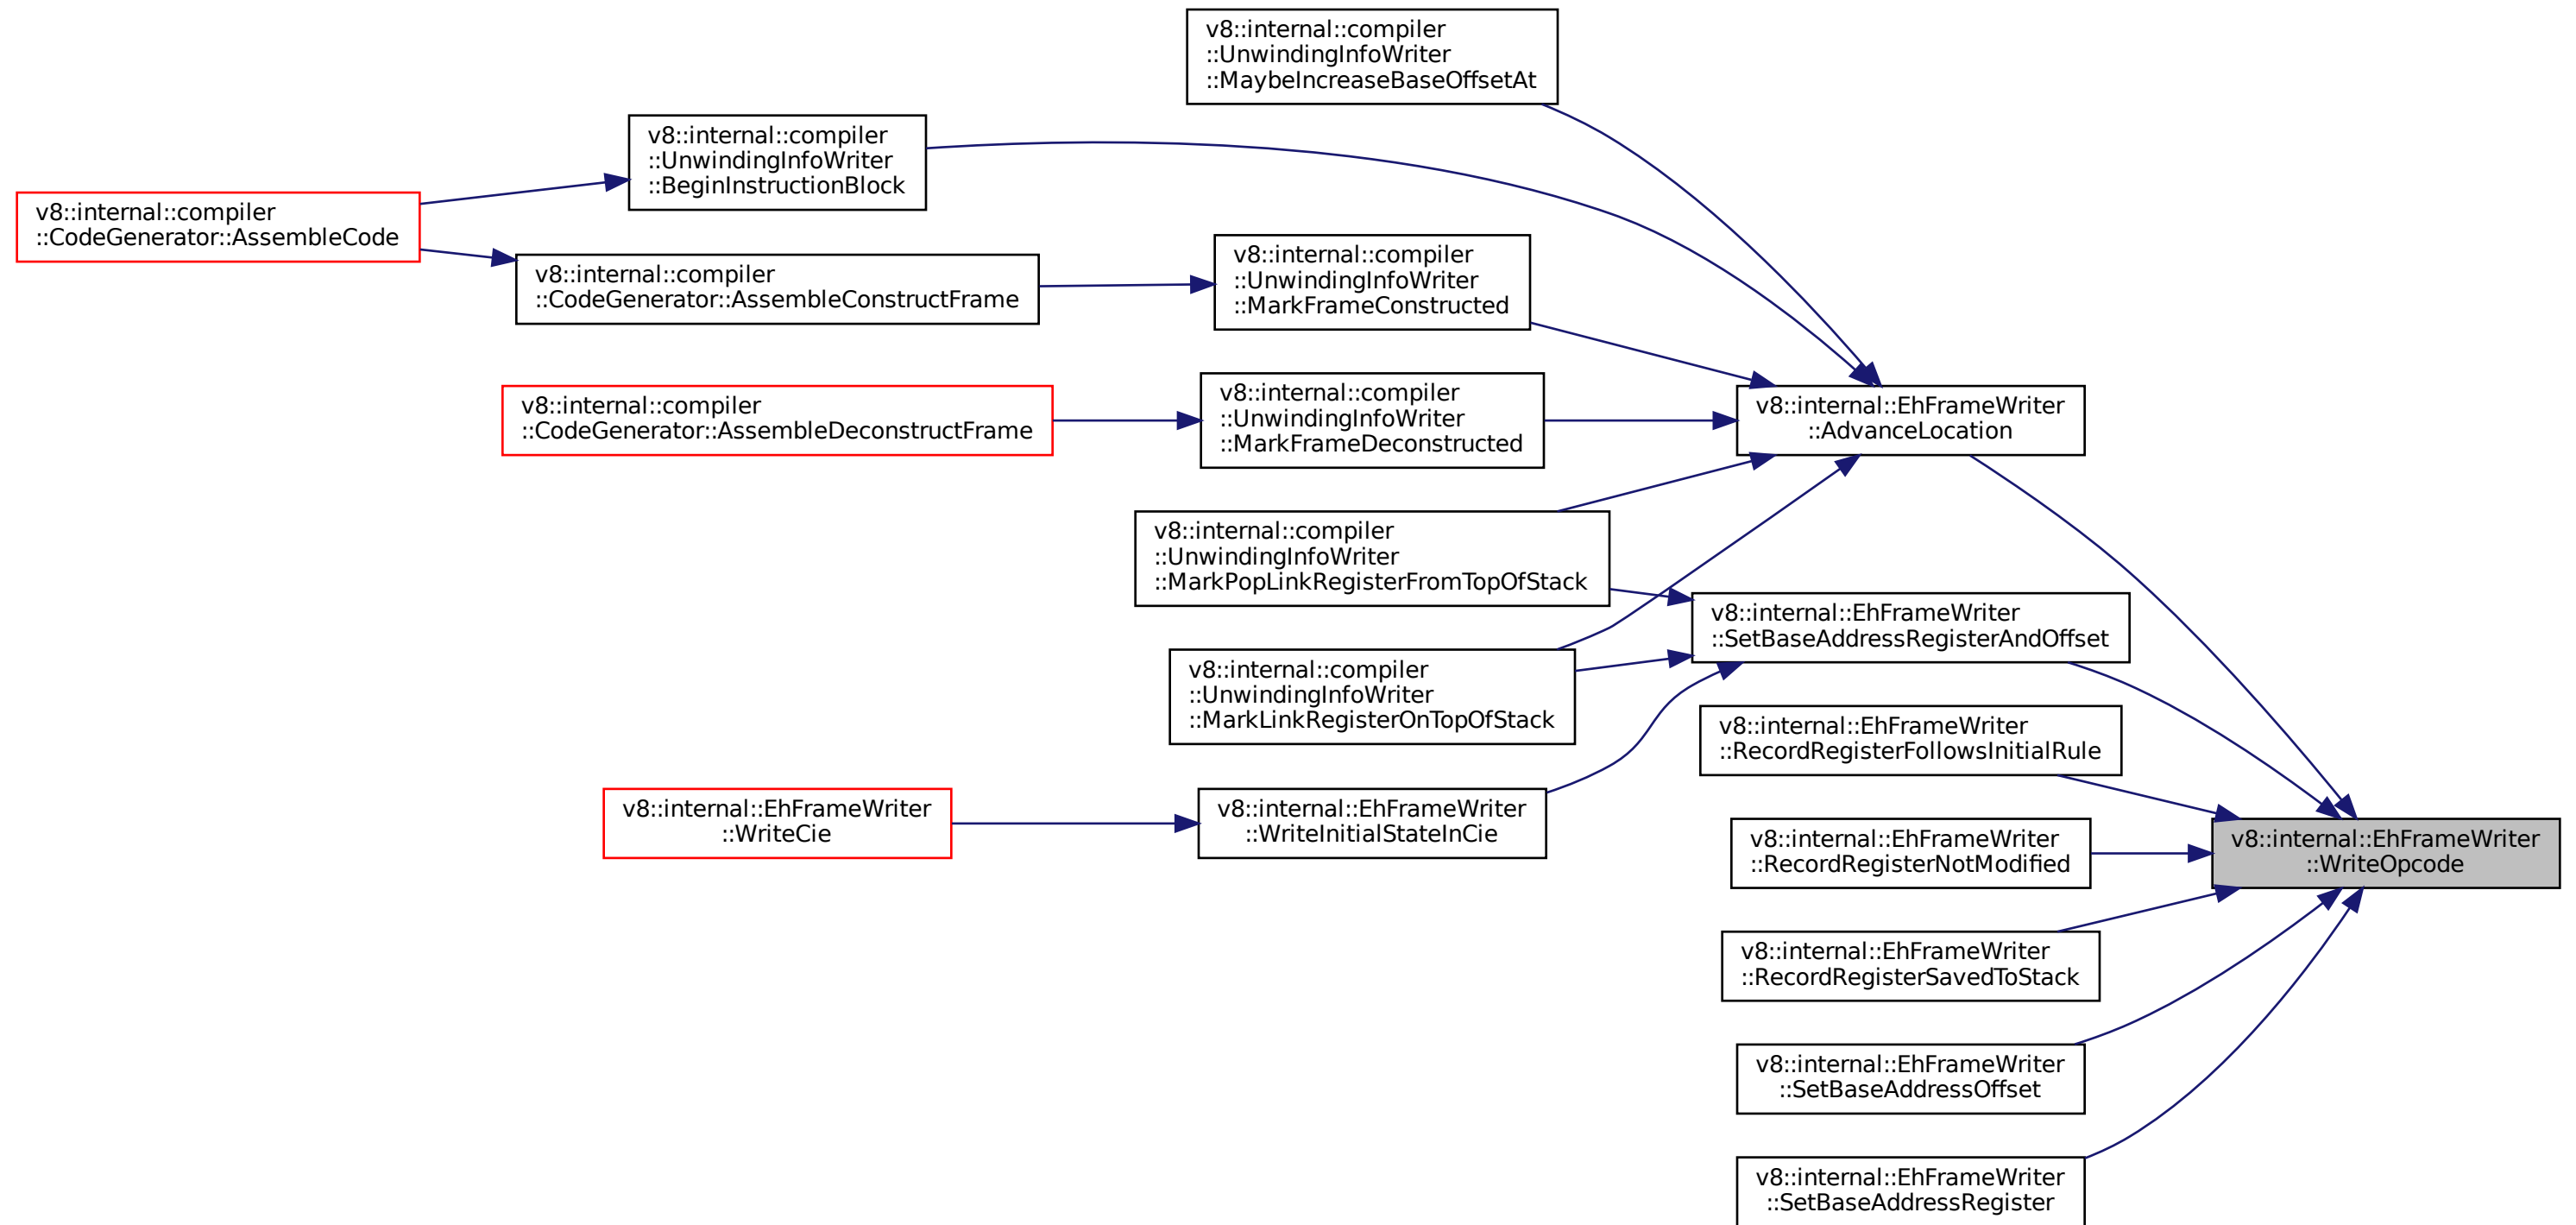 v8::internal::compiler
::UnwindingInfoWriter
::MaybeIncreaseBaseOffsetAt
v8::internal::compiler
::UnwindingInfoWriter
::BeginInstructionBlock
v8::internal::compiler
::CodeGenerator::AssembleCode
v8::internal::compiler
::UnwindingInfoWriter
::MarkFrameConstructed
v8::internal::compiler
::CodeGenerator::AssembleConstructFrame
v8::internal::compiler
::CodeGenerator::AssembleDeconstructFrame
v8::internal::compiler
::UnwindingInfoWriter
::MarkFrameDeconstructed
v8::internal::EhFrameWriter
::AdvanceLocation
v8::internal::compiler
::UnwindingInfoWriter
::MarkPopLinkRegisterFromTopOfStack
v8::internal::EhFrameWriter
::SetBaseAddressRegisterAndOffset
v8::internal::compiler
::UnwindingInfoWriter
::MarkLinkRegisterOnTopOfStack
v8::internal::EhFrameWriter
::RecordRegisterFollowsInitialRule
v8::internal::EhFrameWriter
::WriteCie
v8::internal::EhFrameWriter
::WriteInitialStateInCie
v8::internal::EhFrameWriter
::RecordRegisterNotModified
v8::internal::EhFrameWriter
::WriteOpcode
v8::internal::EhFrameWriter
::RecordRegisterSavedToStack
v8::internal::EhFrameWriter
::SetBaseAddressOffset
v8::internal::EhFrameWriter
::SetBaseAddressRegister